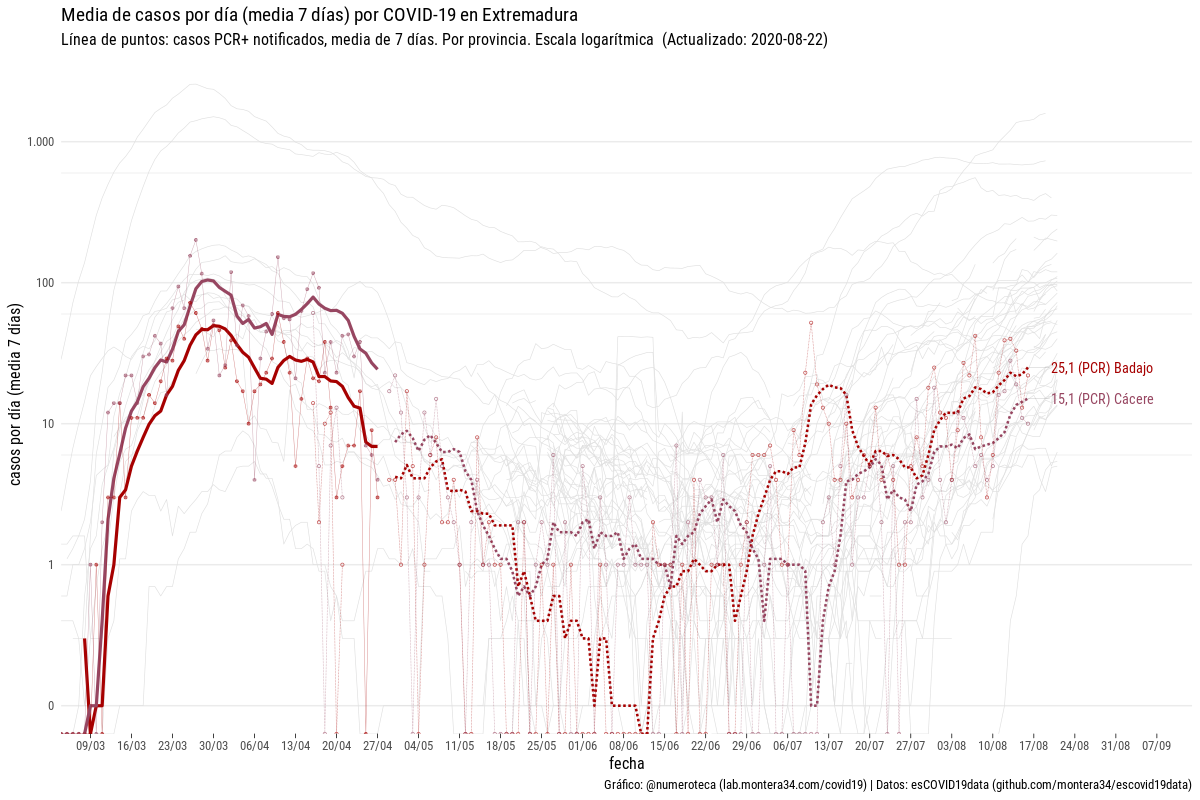 Media de casos por día (media 7 días) por COVID-19 en Extremadura
Línea de puntos: casos PCR+ notificados, media de 7 días. Por provincia. Escala logarítmica (Actualizado: 2020-08-22)
casos por día (media 7 días)
1.000
100
10
1
0
25,1 (PCR) Badajo
15,1 (PCR) Cácere
09/03 16/03 23/03 30/03 06/04 13/04 20/04 27/04 04/05 11/05 18/05 25/05 01/06 08/06 15/06 22/06 29/06 06/07 13/07 20/07 27/07 03/08 10/08 17/08 24/08 31/08 07/09
fecha
Gráfico: @numeroteca (lab.montera34.com/covid19) | Datos: esCOVID19data (github.com/montera34/escovid19data)